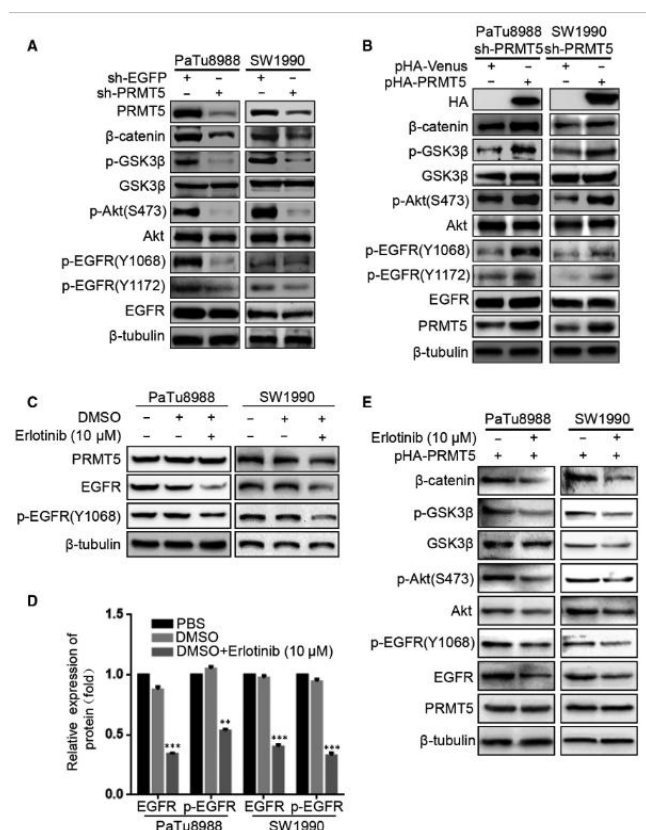 A
PaTu8988 SW1990
sh-EGFP + – + –
sh-PRMT5 – + – +
PRMT5
β-catenin
p-GSK3β
GSK3β
p-Akt(S473)
Akt
p-EGFR(Y1068)
p-EGFR(Y1172)
EGFR
β-tubulin
B
PaTu8988 SW1990
sh-PRMT5 sh-PRMT5
pHA-Venus + – + –
pHA-PRMT5 – + – +
HA
β-catenin
p-GSK3β
GSK3β
p-Akt(S473)
Akt
p-EGFR(Y1068)
p-EGFR(Y1172)
EGFR
PRMT5
β-tubulin
C
PaTu8988 SW1990
DMSO – + + – + +
Erlotinib (10 μM) – – + – – +
PRMT5
EGFR
p-EGFR(Y1068)
β-tubulin
D
Relative expression of
protein (fold)
1.5
1.0
0.5
0
PBS
DMSO
DMSO+Erlotinib (10 μM)
*** ** *** ***
EGFR p-EGFR EGFR p-EGFR
PaTu8988 SW1990
E
PaTu8988 SW1990
Erlotinib (10 μM) – + – +
pHA-PRMT5 + + + +
β-catenin
p-GSK3β
GSK3β
p-Akt(S473)
Akt
p-EGFR(Y1068)
EGFR
PRMT5
β-tubulin